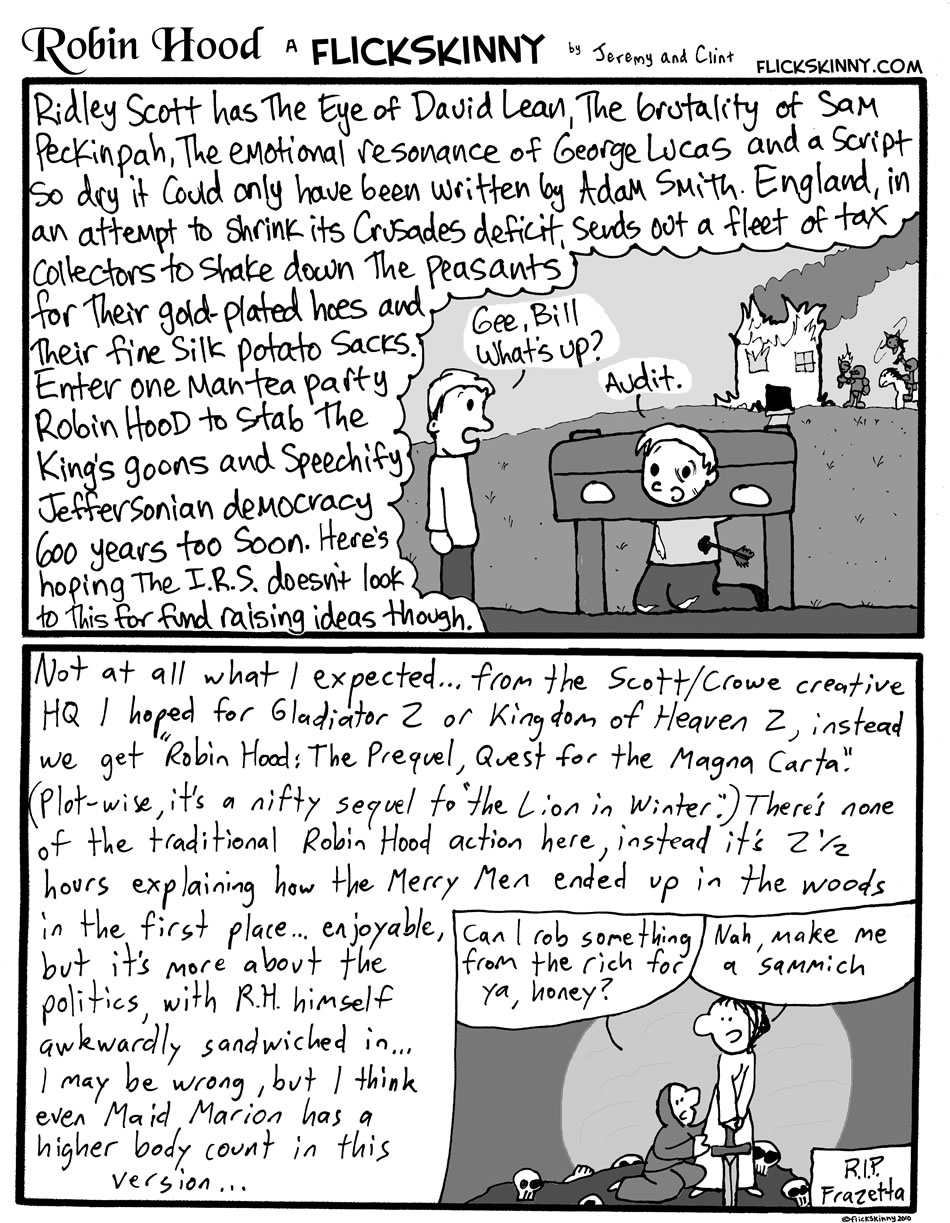 Robin Hood A FLICKSKINNY by Jeremy and Clint FLICKSKINNY.COM
Ridley Scott has The Eye of David Lean, The brutality of Sam
Peckinpah, The emotional resonance of George Lucas and a Script
so dry it Could only have been written by Adam Smith. England, in
an attempt to shrink its Crusades deficit, sends out a fleet of tax
collectors to shake down The peasants
for Their gold-plated hoes and
Their fine Silk potato sacks.
Enter one man tea party
Robin Hood to Stab The
King's goons and Speechify
Jeffersonian democracy
600 years too Soon. Here's
hoping The I.R.S. doesn't look
to This for fund raising ideas though.
Gee, Bill
What's up?
Audit.
Not at all what I expected... from the Scott/Crowe creative
HQ I hoped for Gladiator 2 or Kingdom of Heaven 2, instead
we get "Robin Hood: The Prequel, Quest for the Magna Carta."
(Plot-wise, it's a nifty sequel to "the Lion in Winter".) There's none
of the traditional Robin Hood action here, instead it's 2 1/2
hours explaining how the Merry Men ended up in the woods
in the first place... enjoyable,
but it's more about the
politics, with R.H. himself
awkwardly sandwiched in...
I may be wrong, but I think
even Maid Marion has a
higher body count in this
version...
Can I rob something
from the rich for
ya, honey?
Nah, make me
a sammich
R.I.P.
Frazetta
©flickskinny 2010